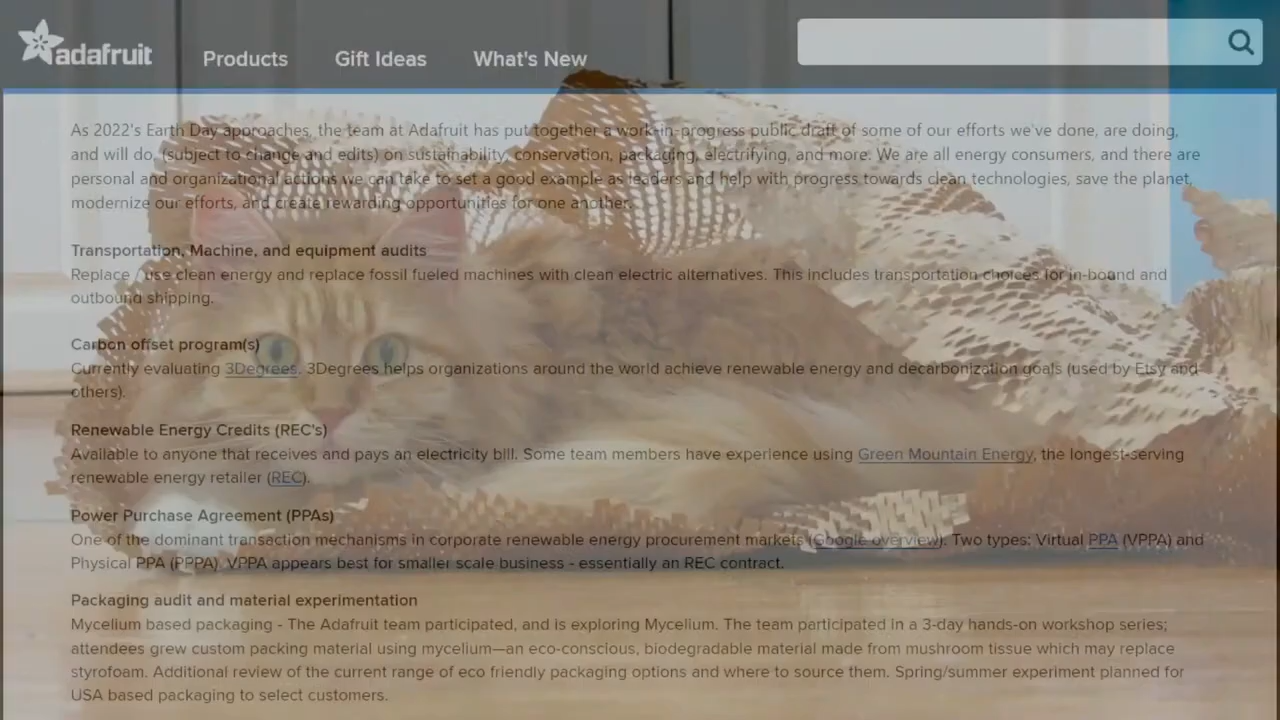 adafruit
Products Gift Ideas What's New
As 2022's Earth Day approaches, the team at Adafruit has put together a work-in-progress public draft of some of our efforts we've done, are doing,
and will do, (subject to change and edits) on sustainability, conservation, packaging, electrifying, and more. We are all energy consumers, and there are
personal and organizational actions we can take to set a good example as leaders and help with progress towards clean technologies, save the planet,
modernize our efforts, and create rewarding opportunities for one another.
Transportation, Machine, and equipment audits
Replace / use clean energy and replace fossil fueled machines with clean electric alternatives. This includes transportation choices for in-bound and
outbound shipping.
Carbon offset program(s)
Currently evaluating 3Degrees. 3Degrees helps organizations around the world achieve renewable energy and decarbonization goals (used by Etsy and
others).
Renewable Energy Credits (REC's)
Available to anyone that receives and pays an electricity bill. Some team members have experience using Green Mountain Energy, the longest-serving
renewable energy retailer (REC).
Power Purchase Agreement (PPAs)
One of the dominant transaction mechanisms in corporate renewable energy procurement markets (Google overview). Two types: Virtual PPA (VPPA) and
Physical PPA (PPPA). VPPA appears best for smaller scale business - essentially an REC contract.
Packaging audit and material experimentation
Mycelium based packaging - The Adafruit team participated, and is exploring Mycelium. The team participated in a 3-day hands-on workshop series;
attendees grew custom packing material using mycelium—an eco-conscious, biodegradable material made from mushroom tissue which may replace
styrofoam. Additional review of the current range of eco friendly packaging options and where to source them. Spring/summer experiment planned for
USA based packaging to select customers.